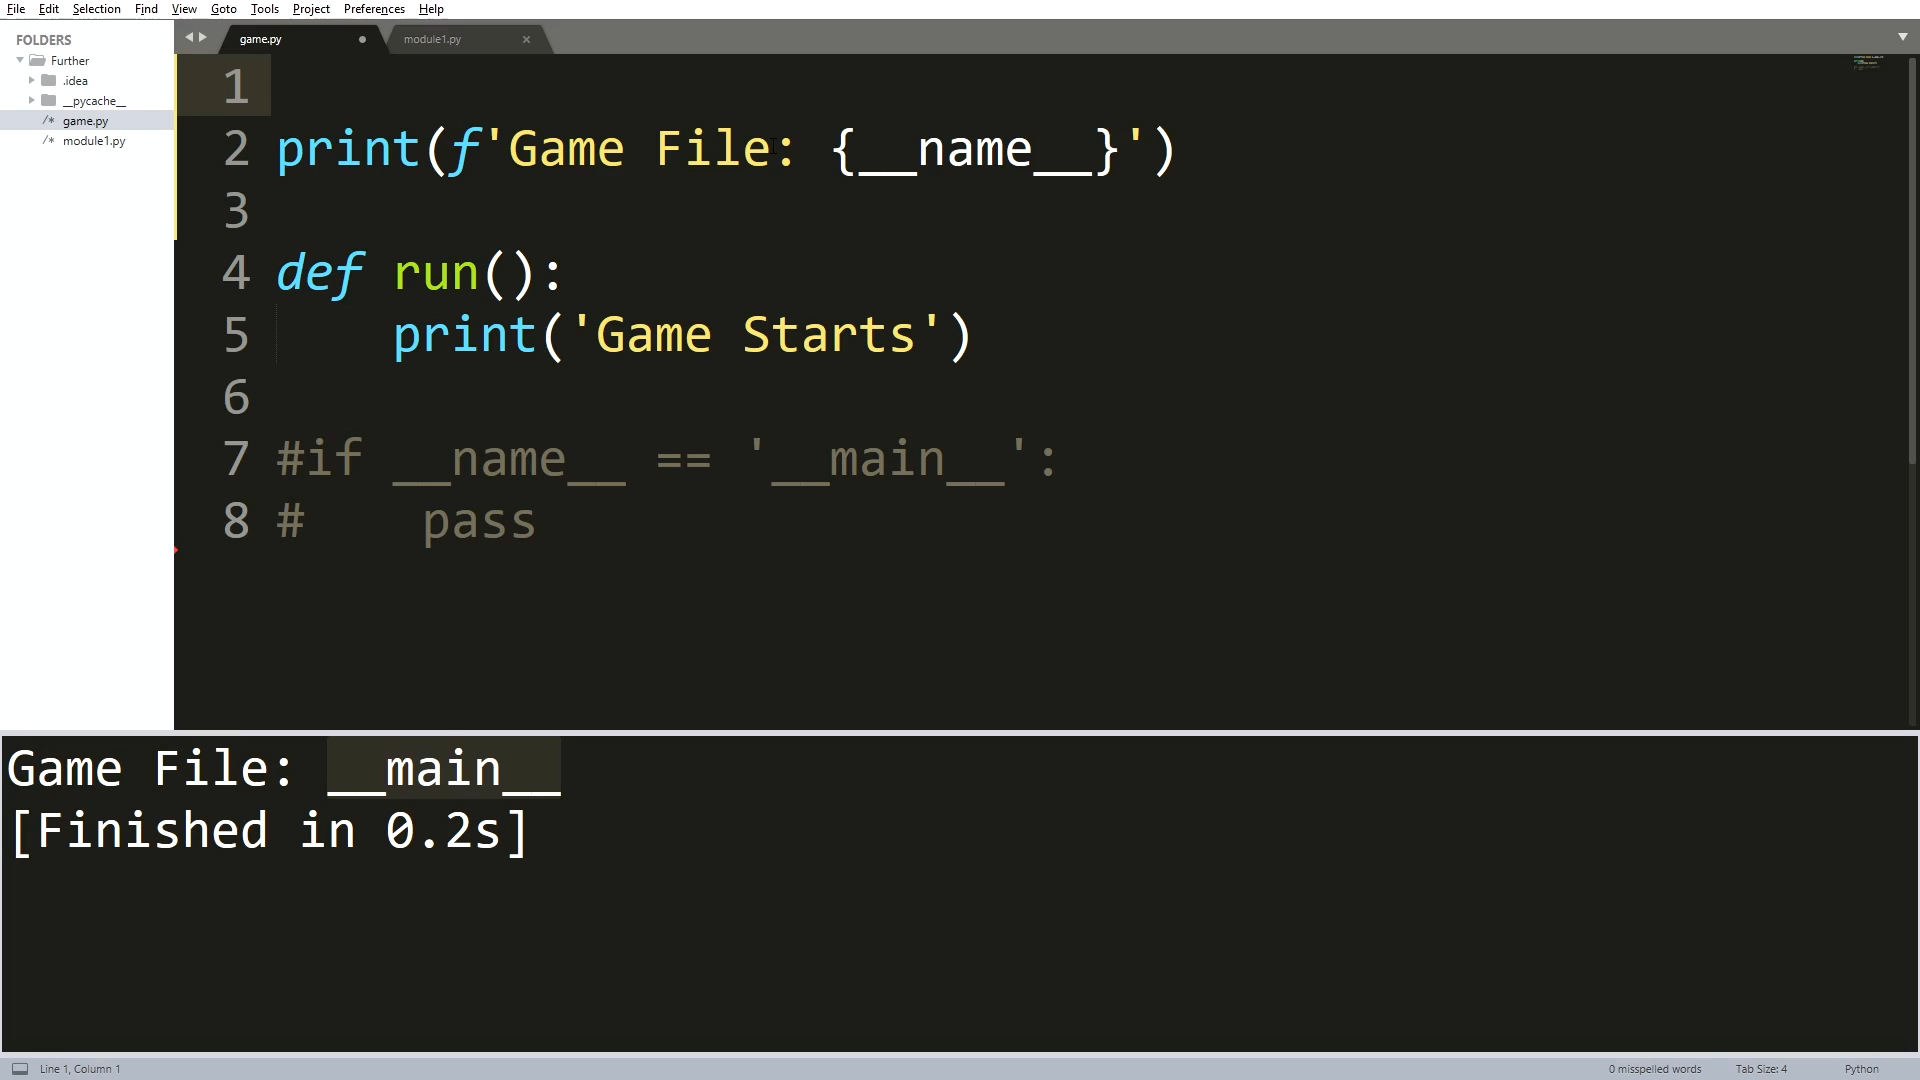 File Edit Selection Find View Goto Tools Project Preferences Help
FOLDERS
Further
.idea
__pycache__
/* game.py
/* module1.py
game.py
module1.py
1
2 print(f'Game File: {__name__}')
3
4 def run():
5     print('Game Starts')
6
7 #if __name__ == '__main__':
8 #    pass
Game File: __main__
[Finished in 0.2s]
Line 1, Column 1
0 misspelled words
Tab Size: 4
Python